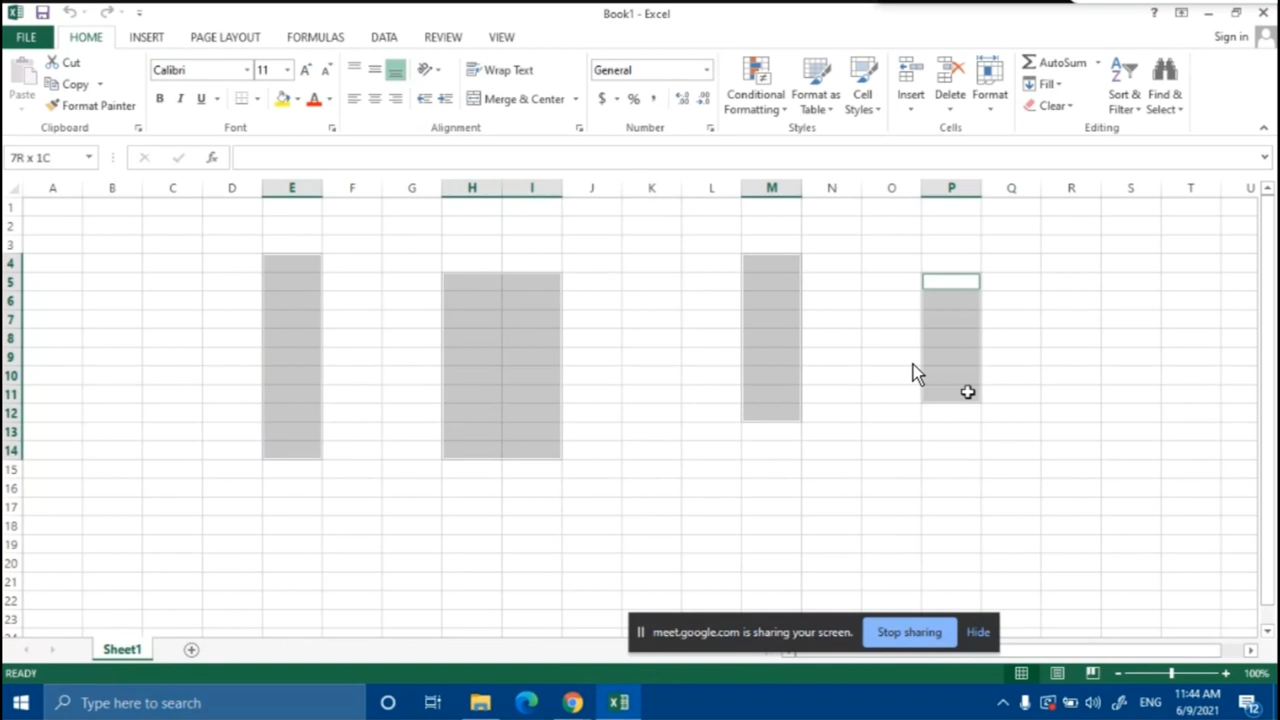 Book1 - Excel
?
FILE HOME INSERT PAGE LAYOUT FORMULAS DATA REVIEW VIEW Sign in
Paste Cut Copy Format Painter
Clipboard
Calibri 11
B I U A
Font
Wrap Text
Merge & Center
Alignment
General
$ % ,
Number
Conditional Formatting
Format as Table
Cell Styles
Styles
Insert Delete Format
Cells
AutoSum
Fill
Clear
Sort & Filter
Find & Select
Editing
7R x 1C fx
A B C D E F G H I J K L M N O P Q R S T U
1
2
3
4
5
6
7
8
9
10
11
12
13
14
15
16
17
18
19
20
21
22
23
meet.google.com is sharing your screen. Stop sharing Hide
Sheet1
READY 100%
Type here to search ENG 11:44 AM
6/9/2021 12